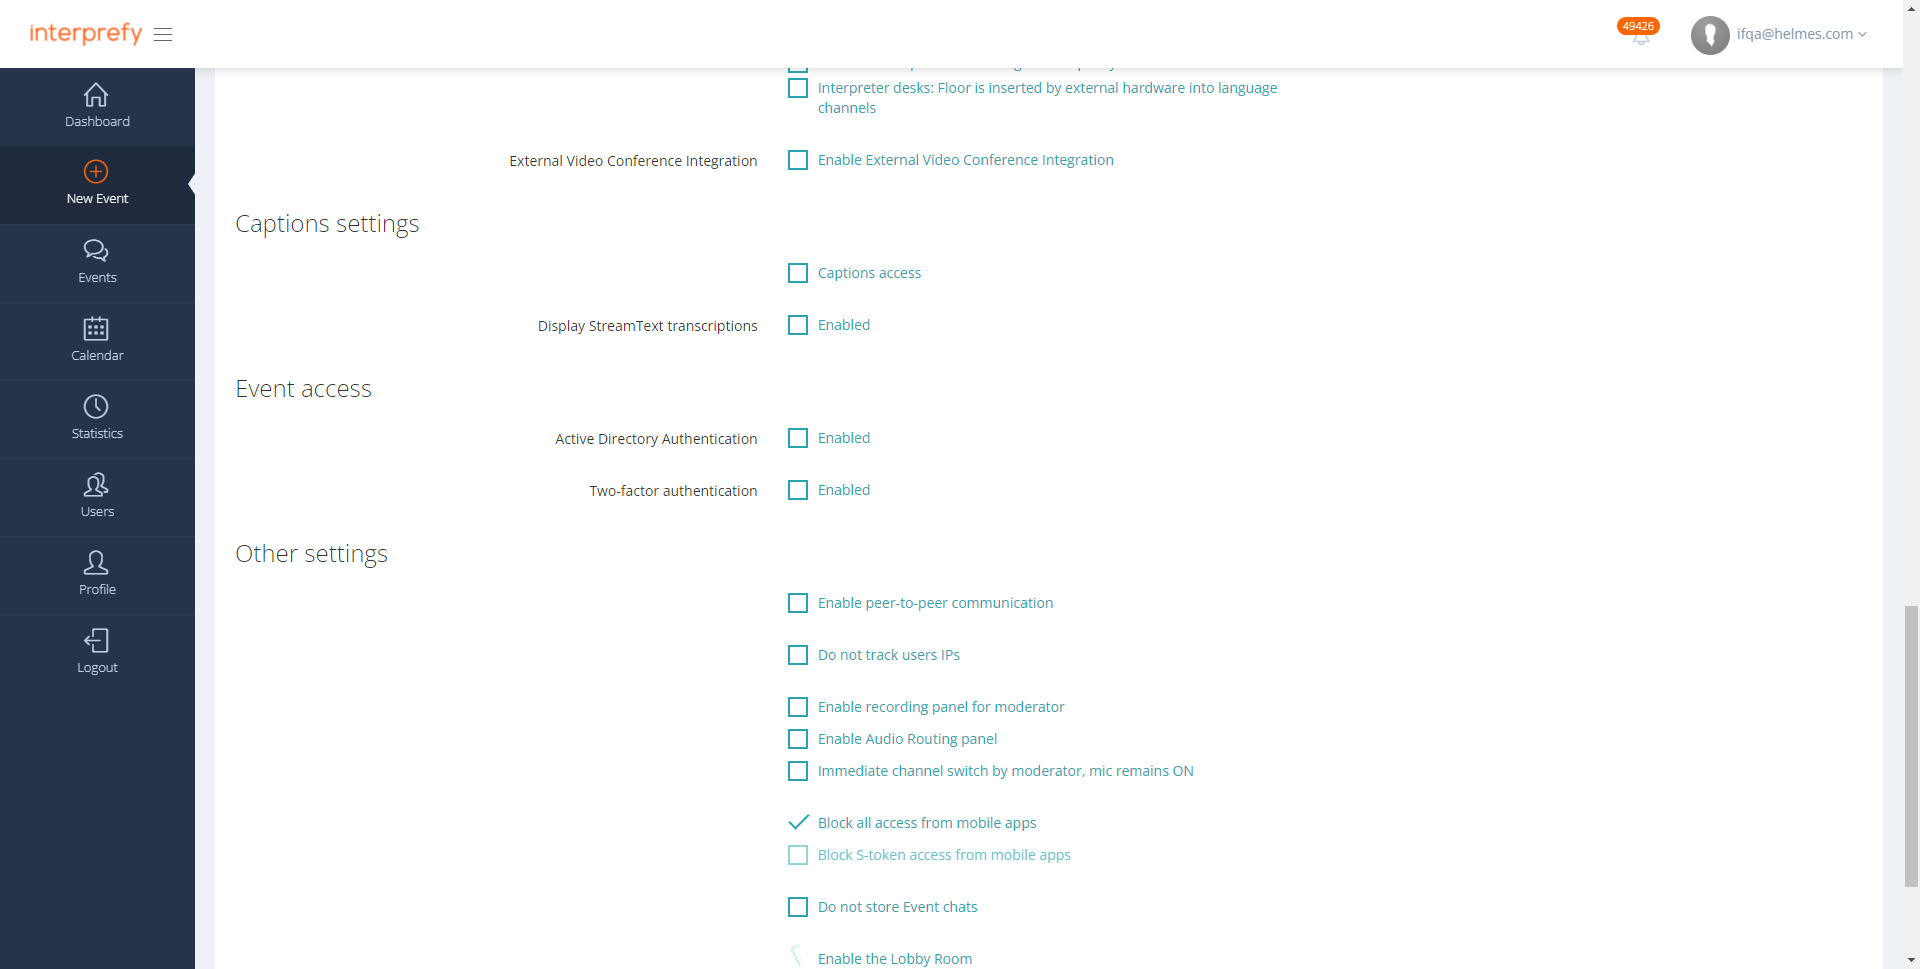 interprefy
49426
ifqa@helmes.com
Dashboard
New Event
Events
Calendar
Statistics
Users
Profile
Logout
Interpreter desks: Floor is inserted by external hardware into language
channels
External Video Conference Integration
Enable External Video Conference Integration
Captions settings
Captions access
Display StreamText transcriptions
Enabled
Event access
Active Directory Authentication
Enabled
Two-factor authentication
Enabled
Other settings
Enable peer-to-peer communication
Do not track users IPs
Enable recording panel for moderator
Enable Audio Routing panel
Immediate channel switch by moderator, mic remains ON
Block all access from mobile apps
Block S-token access from mobile apps
Do not store Event chats
Enable the Lobby Room